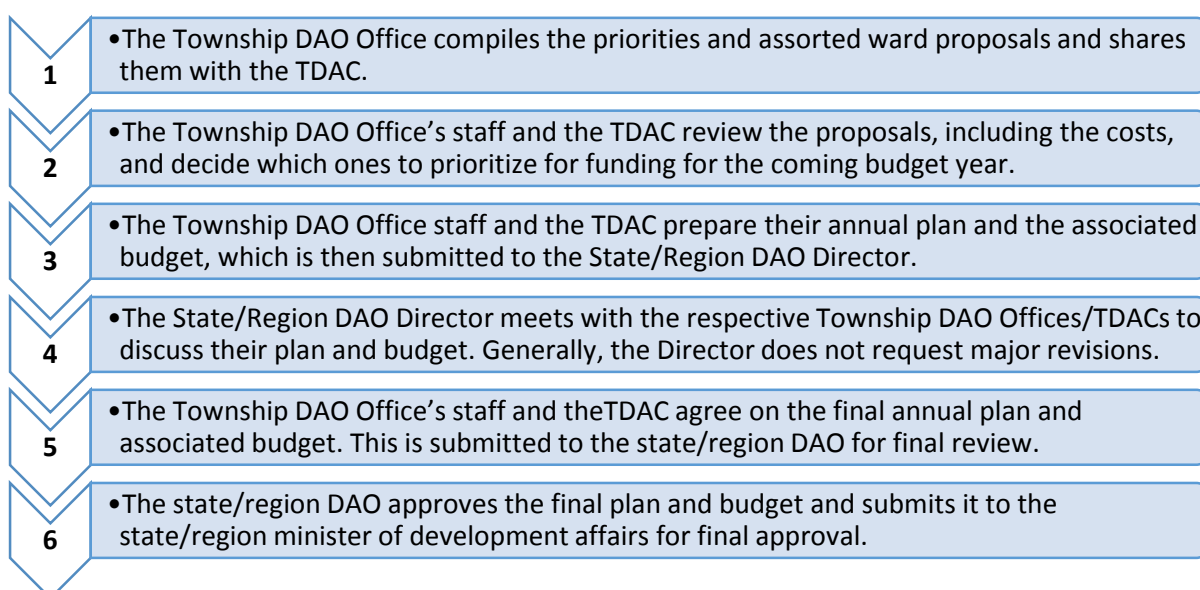 1
•The Township DAO Office compiles the priorities and assorted ward proposals and shares
them with the TDAC.
2
•The Township DAO Office's staff and the TDAC review the proposals, including the costs,
and decide which ones to prioritize for funding for the coming budget year.
3
•The Township DAO Office staff and the TDAC prepare their annual plan and the associated
budget, which is then submitted to the State/Region DAO Director.
4
•The State/Region DAO Director meets with the respective Township DAO Offices/TDACs to
discuss their plan and budget. Generally, the Director does not request major revisions.
5
•The Township DAO Office's staff and theTDAC agree on the final annual plan and
associated budget. This is submitted to the state/region DAO for final review.
6
•The state/region DAO approves the final plan and budget and submits it to the
state/region minister of development affairs for final approval.